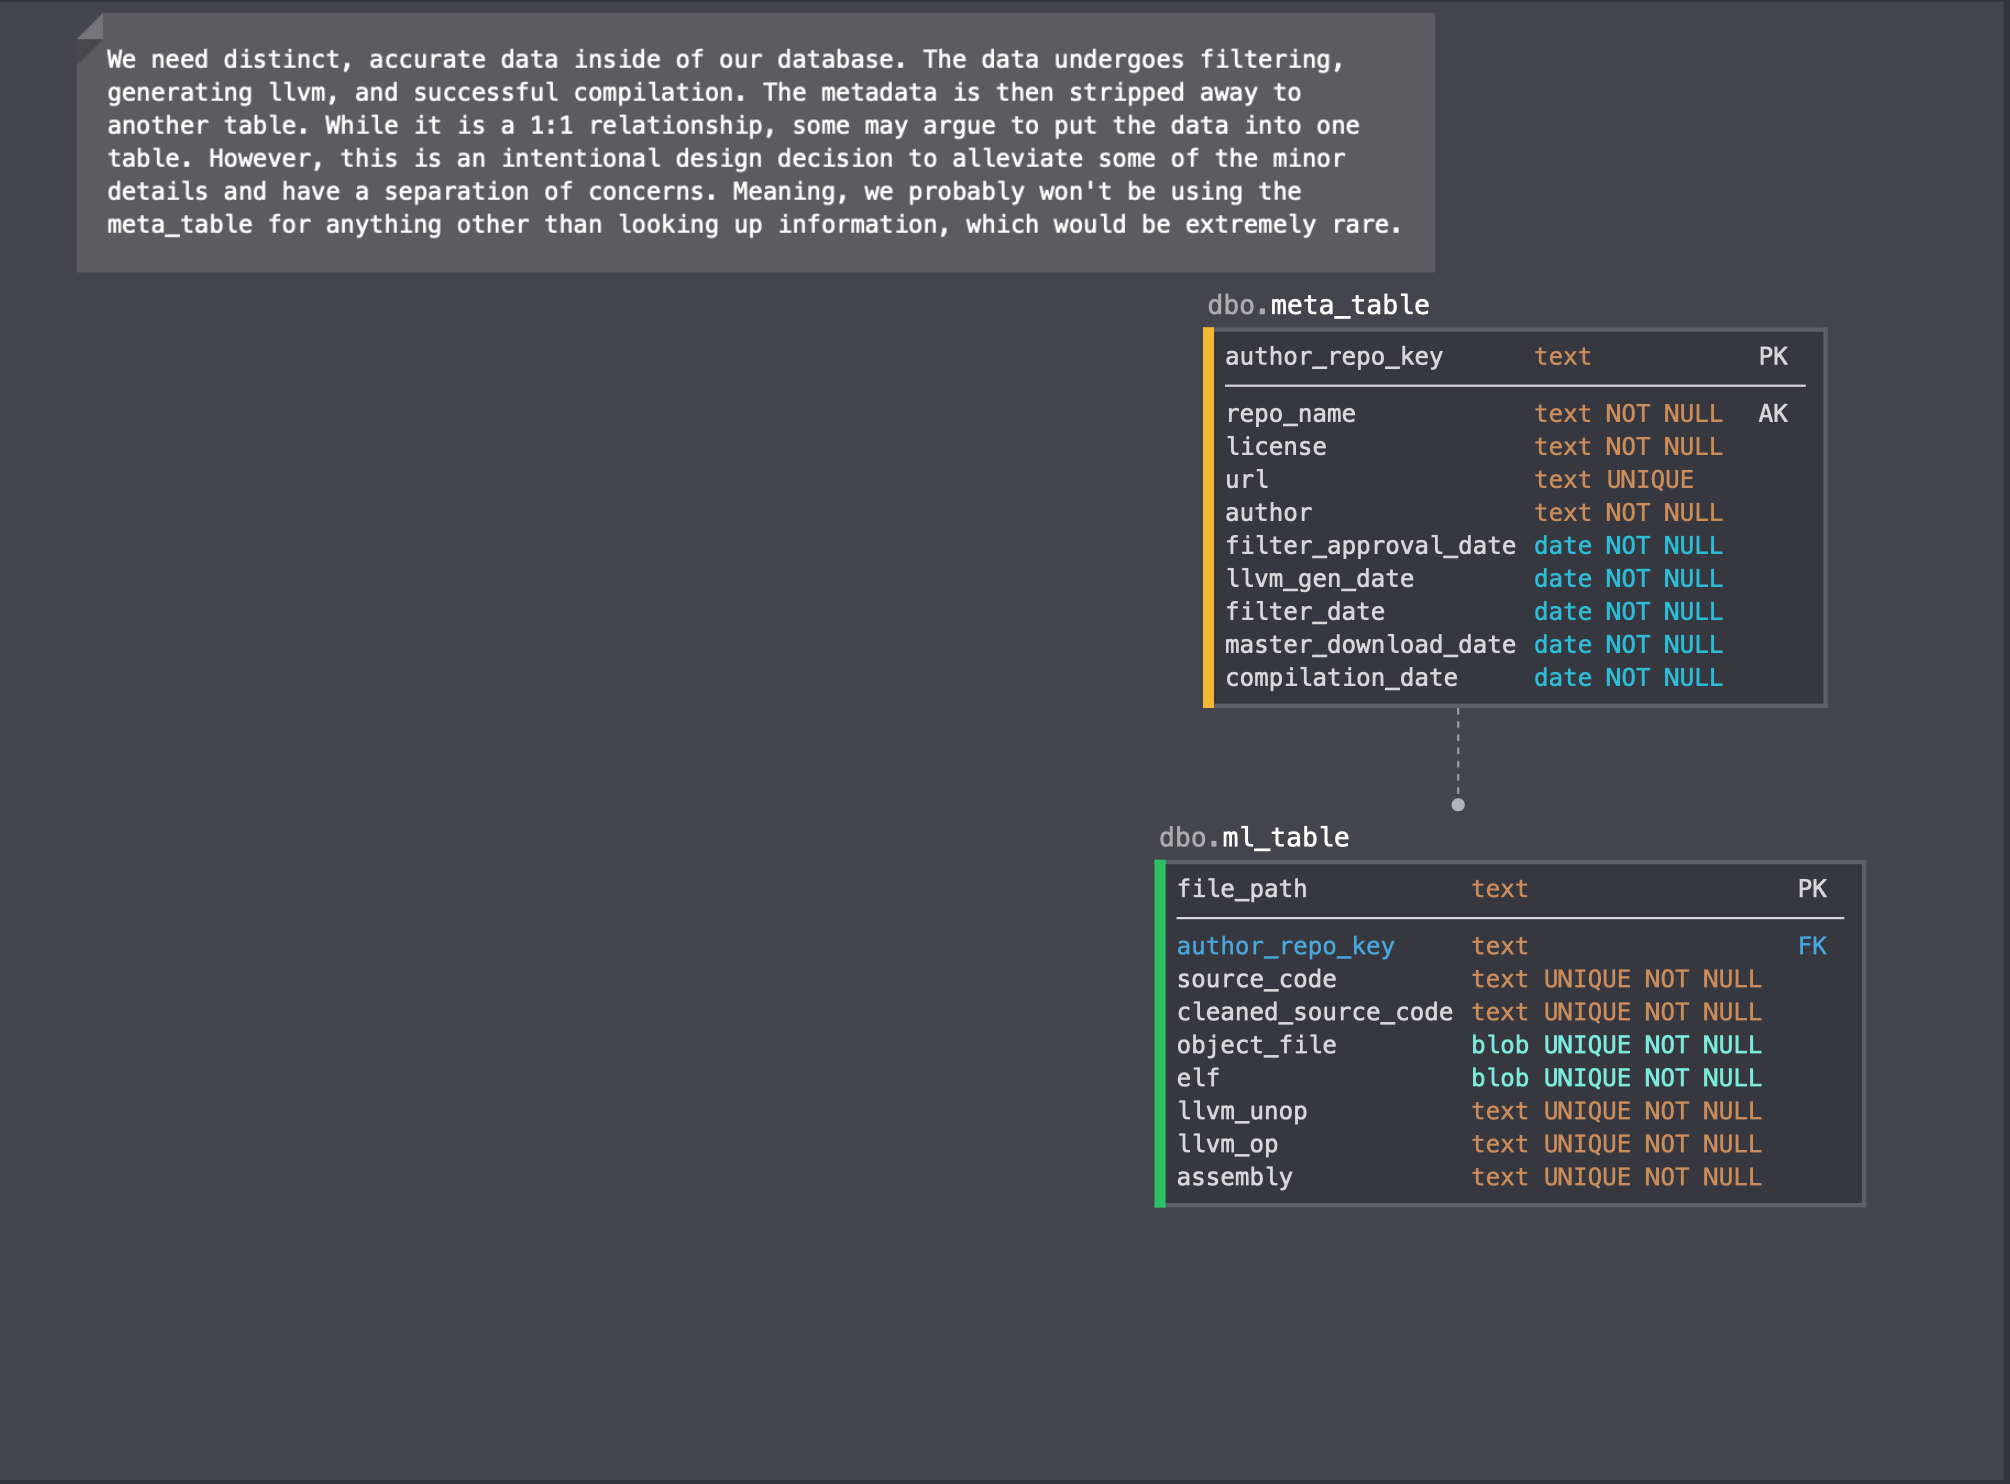 We need distinct, accurate data inside of our database. The data undergoes filtering,
generating llvm, and successful compilation. The metadata is then stripped away to
another table. While it is a 1:1 relationship, some may argue to put the data into one
table. However, this is an intentional design decision to alleviate some of the minor
details and have a separation of concerns. Meaning, we probably won't be using the
meta_table for anything other than looking up information, which would be extremely rare.
dbo.meta_table
author_repo_key text PK
repo_name text NOT NULL AK
license text NOT NULL
url text UNIQUE
author text NOT NULL
filter_approval_date date NOT NULL
llvm_gen_date date NOT NULL
filter_date date NOT NULL
master_download_date date NOT NULL
compilation_date date NOT NULL
dbo.ml_table
file_path text PK
author_repo_key text FK
source_code text UNIQUE NOT NULL
cleaned_source_code text UNIQUE NOT NULL
object_file blob UNIQUE NOT NULL
elf blob UNIQUE NOT NULL
llvm_unop text UNIQUE NOT NULL
llvm_op text UNIQUE NOT NULL
assembly text UNIQUE NOT NULL